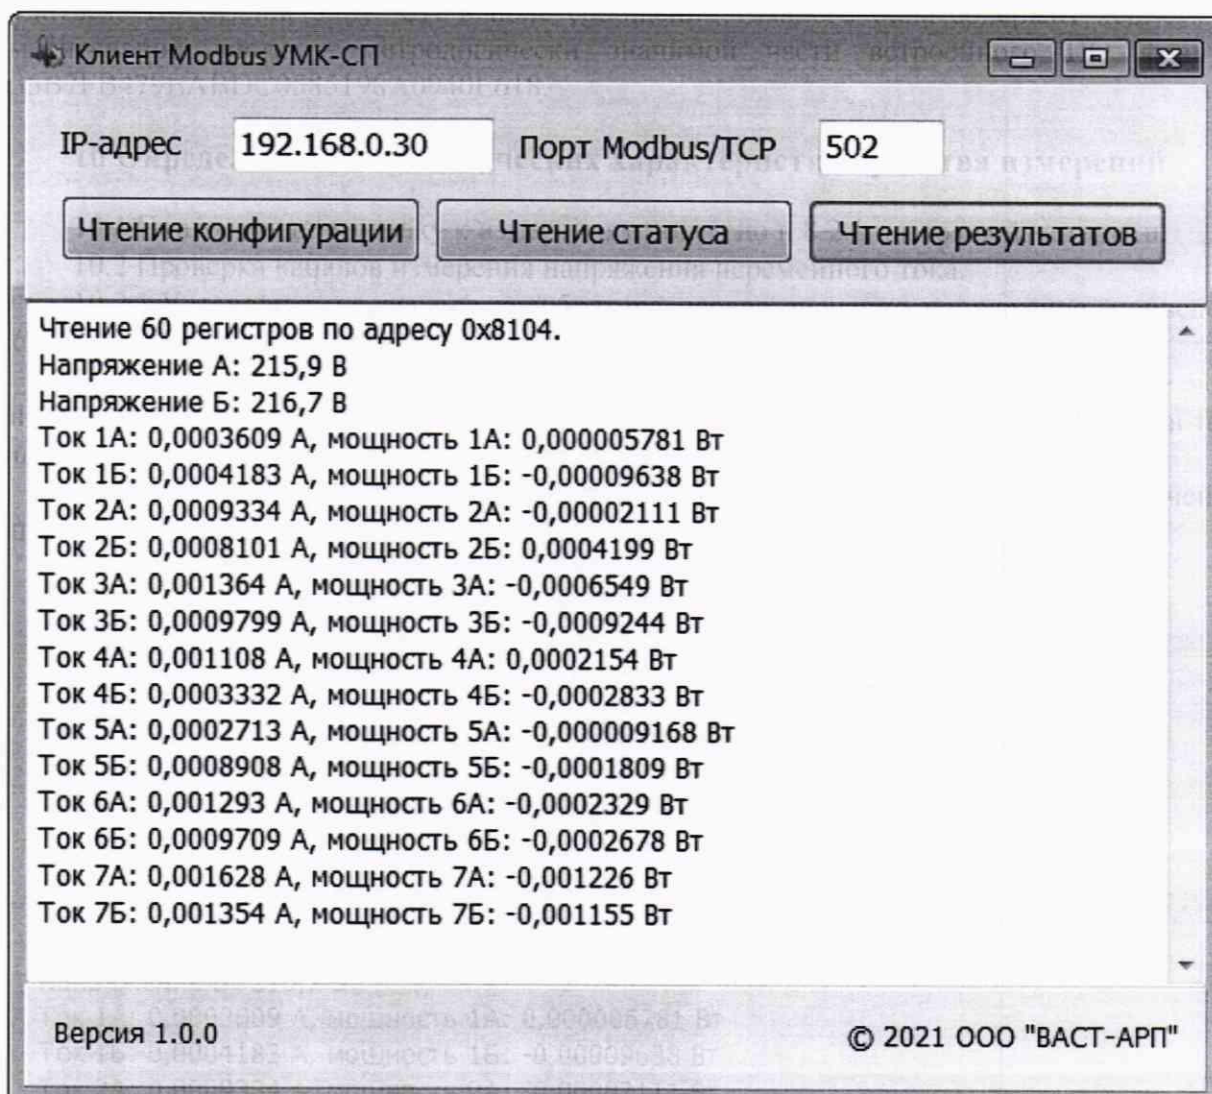 Клиент Modbus УМК-СП
IP-адрес 192.168.0.30 Порт Modbus/TCP 502
Чтение конфигурации Чтение статуса Чтение результатов
10.2 Проверка каналов измерения напряжения переменного тока.
Чтение 60 регистров по адресу 0x8104.
Напряжение А: 215,9 В
Напряжение Б: 216,7 В
Ток 1А: 0,0003609 А, мощность 1А: 0,000005781 Вт
Ток 1Б: 0,0004183 А, мощность 1Б: -0,00009638 Вт
Ток 2А: 0,0009334 А, мощность 2А: -0,00002111 Вт
Ток 2Б: 0,0008101 А, мощность 2Б: 0,0004199 Вт
Ток 3А: 0,001364 А, мощность 3А: -0,0006549 Вт
Ток 3Б: 0,0009799 А, мощность 3Б: -0,0009244 Вт
Ток 4А: 0,001108 А, мощность 4А: 0,0002154 Вт
Ток 4Б: 0,0003332 А, мощность 4Б: -0,0002833 Вт
Ток 5А: 0,0002713 А, мощность 5А: -0,000009168 Вт
Ток 5Б: 0,0008908 А, мощность 5Б: -0,0001809 Вт
Ток 6А: 0,001293 А, мощность 6А: -0,0002329 Вт
Ток 6Б: 0,0009709 А, мощность 6Б: -0,0002678 Вт
Ток 7А: 0,001628 А, мощность 7А: -0,001226 Вт
Ток 7Б: 0,001354 А, мощность 7Б: -0,001155 Вт
Версия 1.0.0 © 2021 ООО "ВАСТ-АРП"